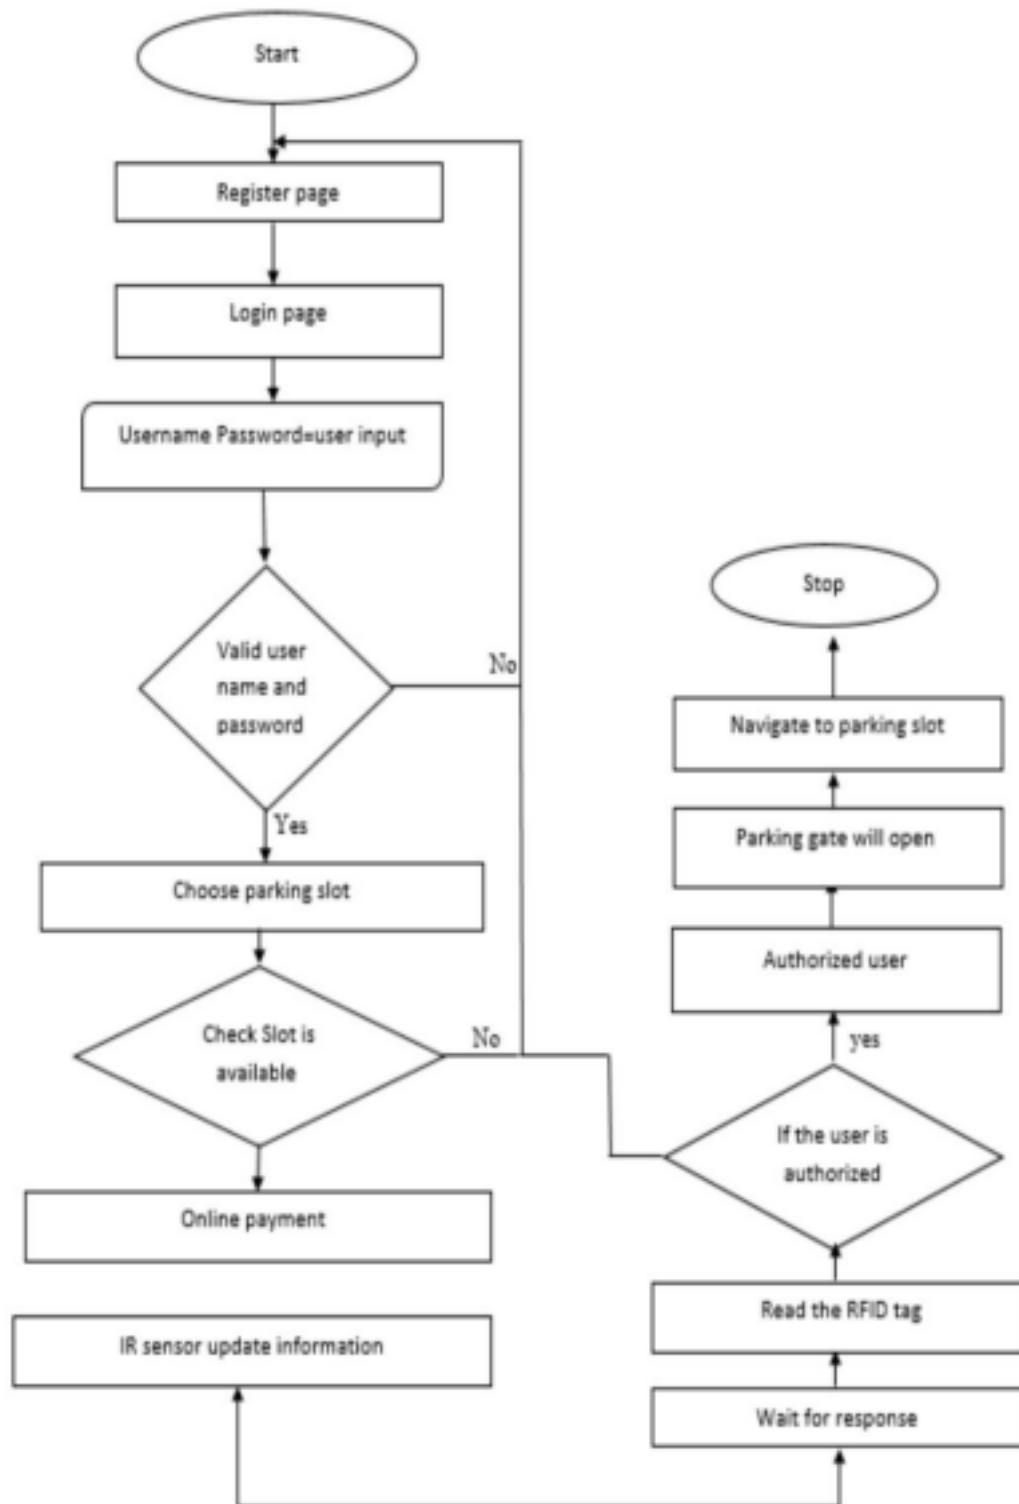 Start
Register page
Login page
Username Password=user input
Valid user
name and
password
No
Yes
Choose parking slot
Check Slot is
available
No
Online payment
IR sensor update information
Stop
Navigate to parking slot
Parking gate will open
Authorized user
yes
If the user is
authorized
Read the RFID tag
Wait for response